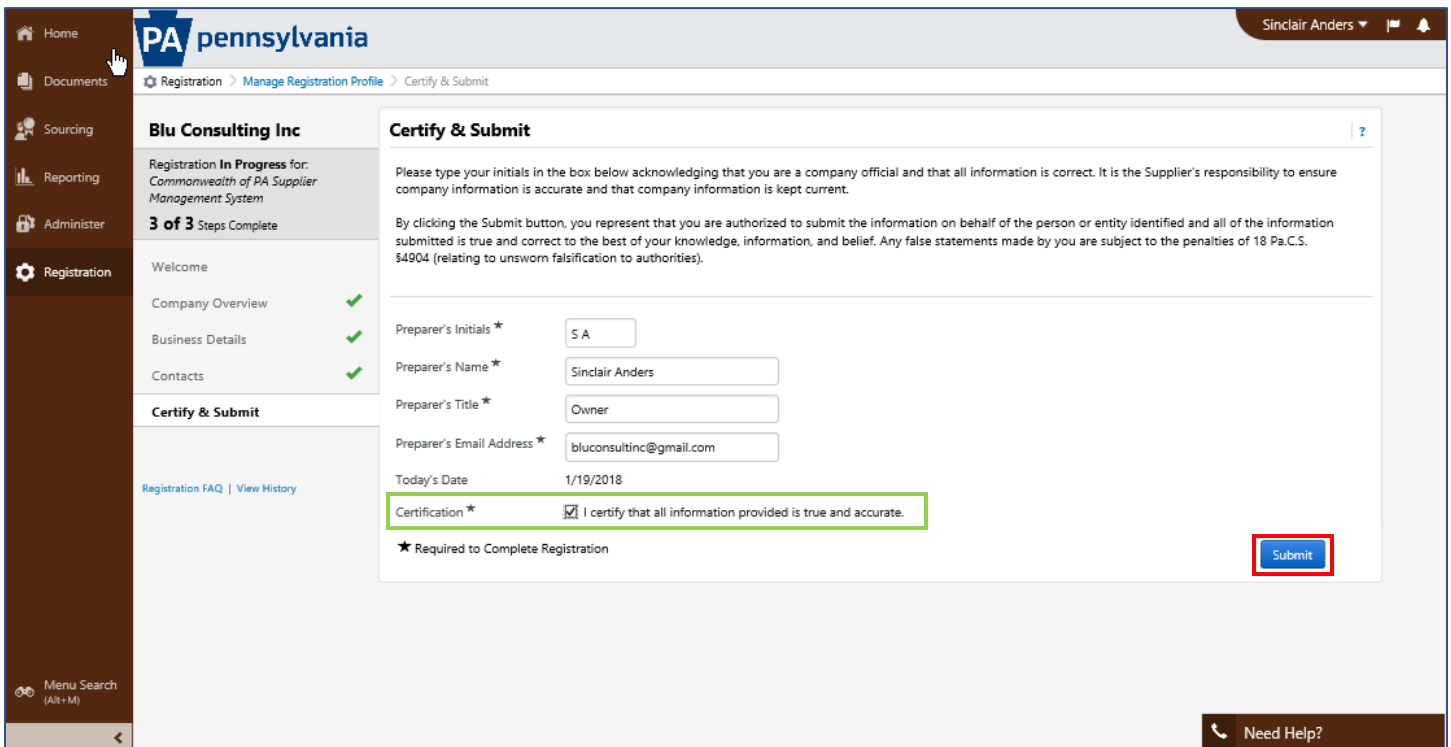 Home
Documents
Sourcing
Reporting
Administer
Registration
Menu Search
(Alt+M)
PA pennsylvania
Sinclair Anders
Registration > Manage Registration Profile > Certify & Submit
Blu Consulting Inc
Registration In Progress for:
Commonwealth of PA Supplier
Management System
3 of 3 Steps Complete
Welcome
Company Overview
Business Details
Contacts
Certify & Submit
Registration FAQ | View History
Certify & Submit
?
Please type your initials in the box below acknowledging that you are a company official and that all information is correct. It is the Supplier's responsibility to ensure
company information is accurate and that company information is kept current.
By clicking the Submit button, you represent that you are authorized to submit the information on behalf of the person or entity identified and all of the information
submitted is true and correct to the best of your knowledge, information, and belief. Any false statements made by you are subject to the penalties of 18 Pa.C.S.
§4904 (relating to unsworn falsification to authorities).
Preparer's Initials ★ S A
Preparer's Name ★ Sinclair Anders
Preparer's Title ★ Owner
Preparer's Email Address ★ bluconsultinc@gmail.com
Today's Date 1/19/2018
Certification ★ I certify that all information provided is true and accurate.
★ Required to Complete Registration
Submit
Need Help?